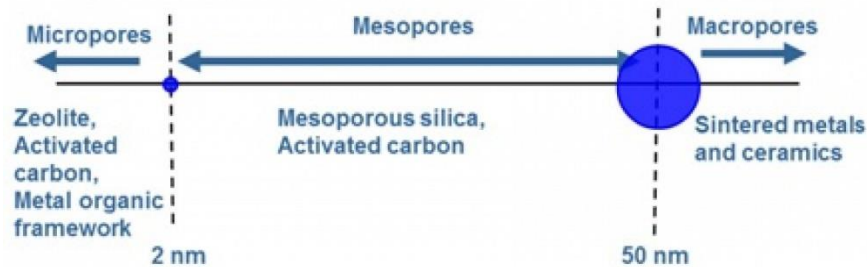 Micropores
Mesopores
Macropores
Zeolite,
Activated
carbon,
Metal organic
framework
Mesoporous silica,
Activated carbon
Sintered metals
and ceramics
2 nm
50 nm